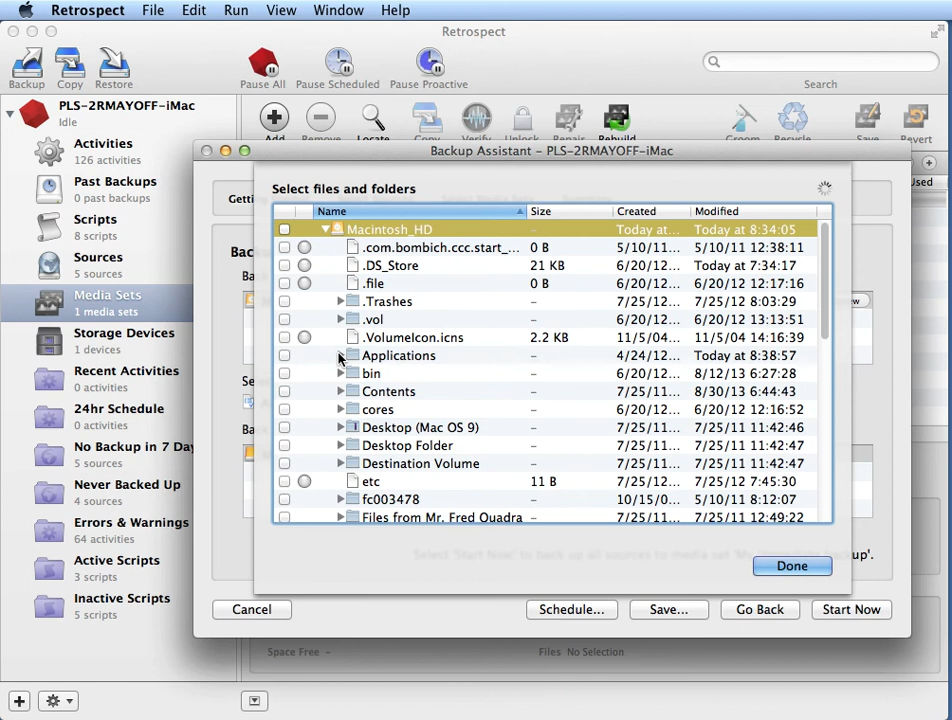 Retrospect File Edit Run View Window Help
Retrospect
Backup Copy Restore Pause All Pause Scheduled Pause Proactive Search
PLS-2RMAYOFF-iMac
Idle
Add Remove Locate Copy Verify Unlock Repair Rebuild Groom Recycle Save Revert
Activities
126 activities
Past Backups
0 past backups
Scripts
8 scripts
Sources
5 sources
Media Sets
1 media sets
Storage Devices
1 devices
Recent Activities
0 activities
24hr Schedule
0 activities
No Backup in 7 Day
5 sources
Never Backed Up
4 sources
Errors & Warnings
64 activities
Active Scripts
3 scripts
Inactive Scripts
5 scripts
Used
Backup Assistant – PLS-2RMAYOFF-iMac
Select files and folders
Name Size Created Modified
Macintosh_HD – Today at... Today at 8:34:05
.com.bombich.ccc.start_... 0 B 5/10/11... 5/10/11 12:38:11
.DS_Store 21 KB 6/20/12... Today at 7:34:17
.file 0 B 6/20/12... 6/20/12 12:17:16
.Trashes – 7/25/12... 7/25/12 8:03:29
.vol – 6/20/12... 6/20/12 13:13:51
.VolumeIcon.icns 2.2 KB 11/5/04... 11/5/04 14:16:39
Applications – 4/24/12... Today at 8:38:57
bin – 6/20/12... 8/12/13 6:27:28
Contents – 7/25/11... 8/30/13 6:44:43
cores – 6/20/12... 6/20/12 12:16:52
Desktop (Mac OS 9) – 7/25/11... 7/25/11 11:42:46
Desktop Folder – 7/25/11... 7/25/11 11:42:47
Destination Volume – 7/25/11... 7/25/11 11:42:47
etc 11 B 6/20/12... 7/25/12 7:45:30
fc003478 – 10/15/0... 5/10/11 8:12:07
Files from Mr. Fred Quadra – 7/25/11... 7/25/11 12:49:22
Select 'Start Now' to back up all sources to media set
Done
Cancel Schedule... Save... Go Back Start Now
Space Free – Files No Selection